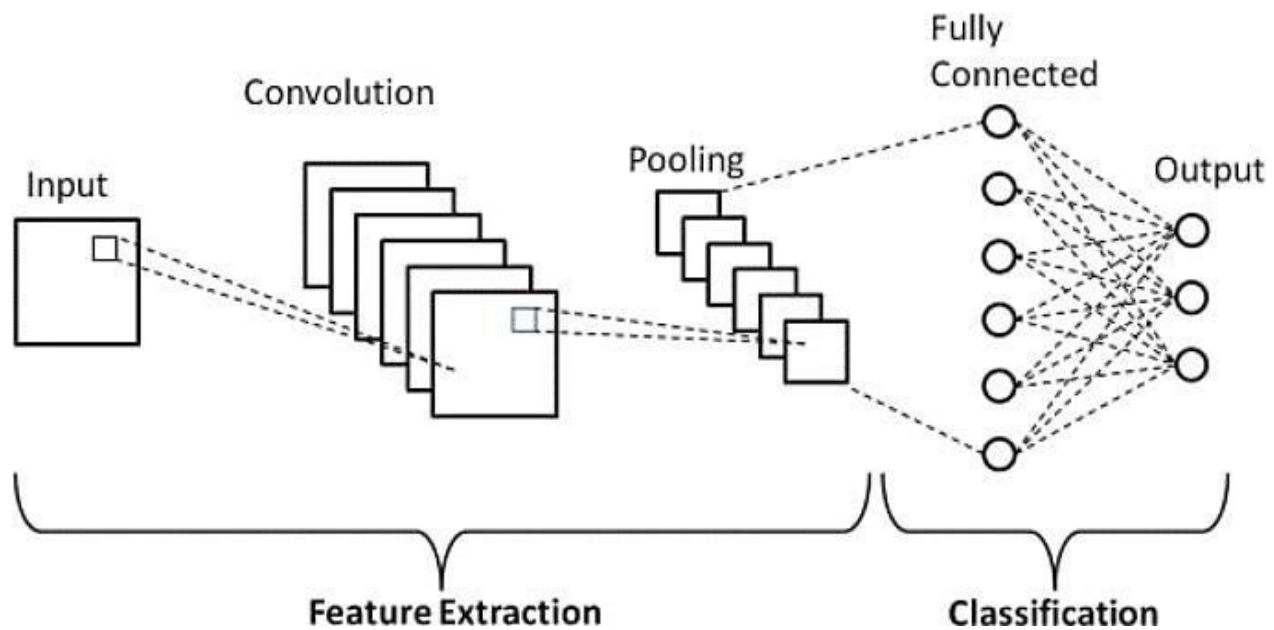 Fully
Connected
Convolution
Pooling
Input
Output
Feature Extraction
Classification